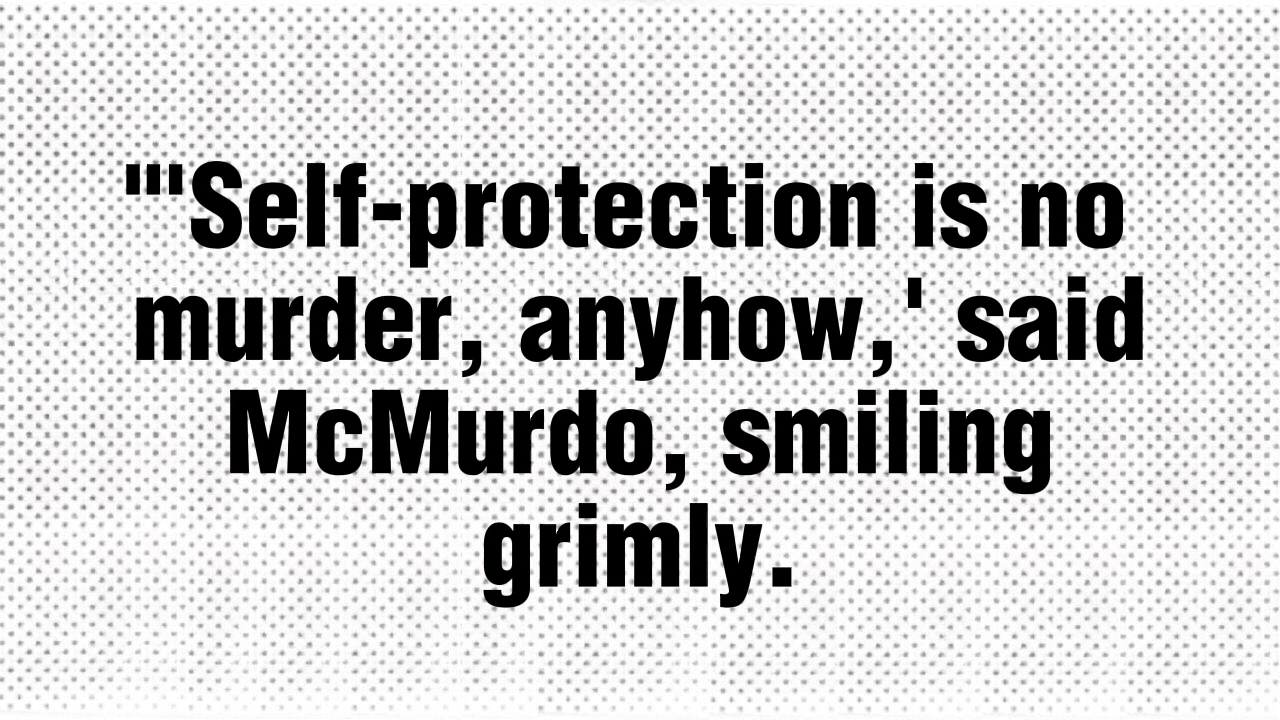 "'Self-protection is no
murder, anyhow,' said
McMurdo, smiling
grimly.